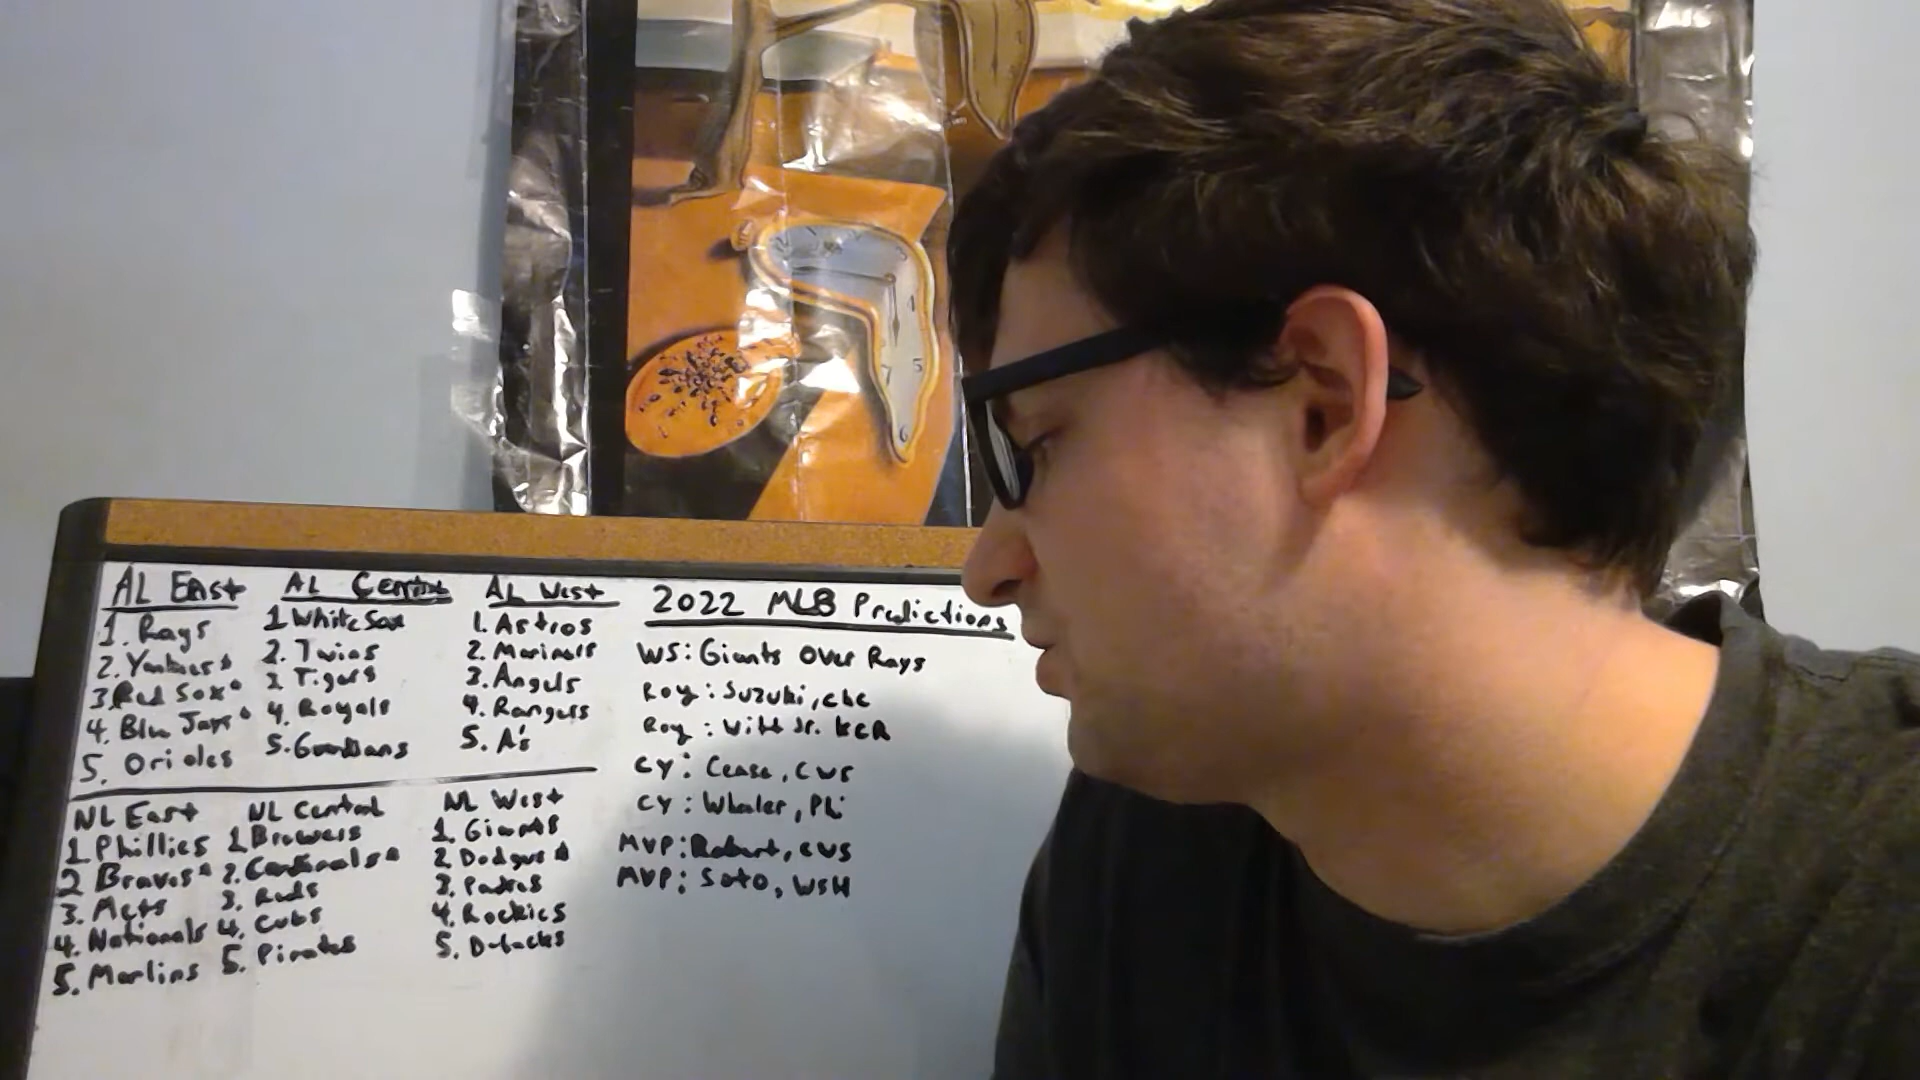 AL East
1. Rays
2. Yankees*
3. Red Sox*
4. Blue Jays*
5. Orioles
AL Central
1 White Sox
2. Twins
3 Tigers
4. Royals
5. Guardians
AL West
1. Astros
2. Mariners
3. Angels
4. Rangers
5. A's
2022 MLB Predictions
WS: Giants Over Rays
Roy: Suzuki, CHC
Roy: Witt Jr. KCR
CY: Cease, CWS
CY: Wheeler, Phi
MVP: Robert, CWS
MVP: Soto, WSH
NL East
1 Phillies
2 Braves*
3. Mets
4. Nationals
5. Marlins
NL Central
1 Brewers
2. Cardinals*
3. Reds
4. Cubs
5. Pirates
NL West
1. Giants
2 Dodgers*
3. Padres
4. Rockies
5. D-backs
1
5
6
7